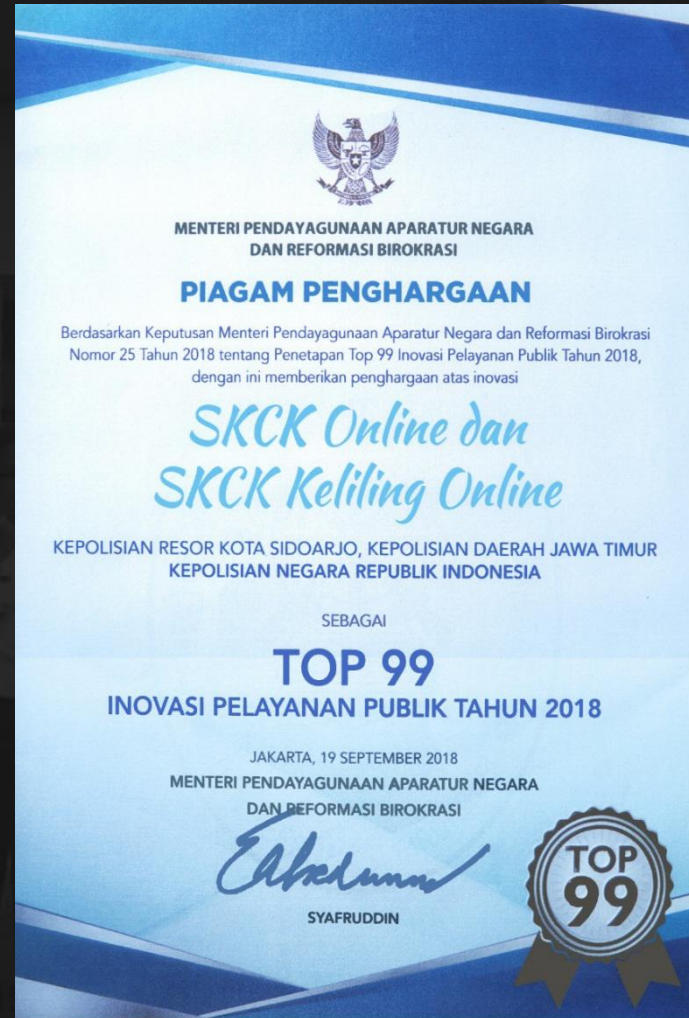 MENTERI PENDAYAGUNAAN APARATUR NEGARA
DAN REFORMASI BIROKRASI
PIAGAM PENGHARGAAN
Berdasarkan Keputusan Menteri Pendayagunaan Aparatur Negara dan Reformasi Birokrasi
Nomor 25 Tahun 2018 tentang Penetapan Top 99 Inovasi Pelayanan Publik Tahun 2018,
dengan ini memberikan penghargaan atas inovasi
SKCK Online dan
SKCK Keliling Online
KEPOLISIAN RESOR KOTA SIDOARJO, KEPOLISIAN DAERAH JAWA TIMUR
KEPOLISIAN NEGARA REPUBLIK INDONESIA
SEBAGAI
TOP 99
INOVASI PELAYANAN PUBLIK TAHUN 2018
JAKARTA, 19 SEPTEMBER 2018
MENTERI PENDAYAGUNAAN APARATUR NEGARA
DAN REFORMASI BIROKRASI
SYAFRUDDIN
TOP
99